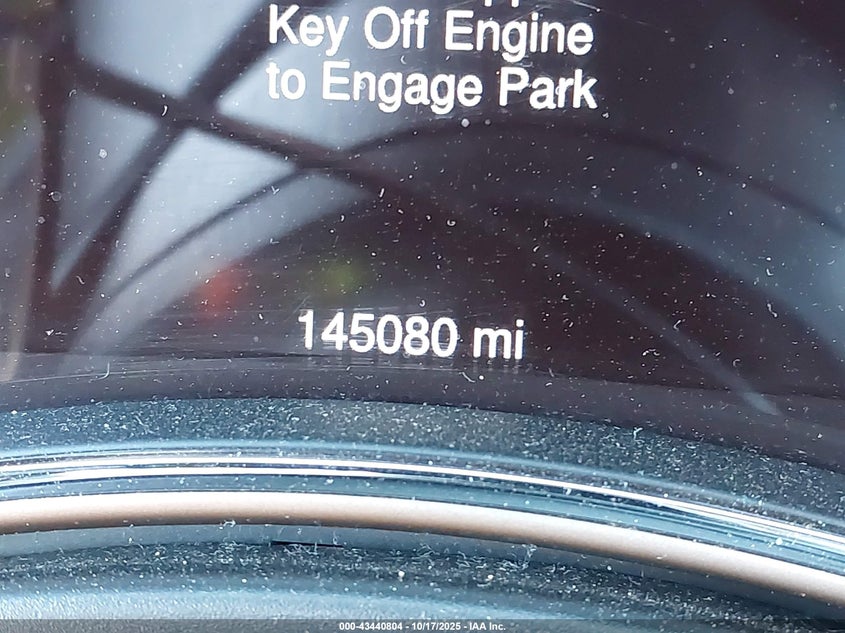 Key Off Engine
to Engage Park
145080 mi
000-43440804 - 10/17/2025 - IAA Inc.